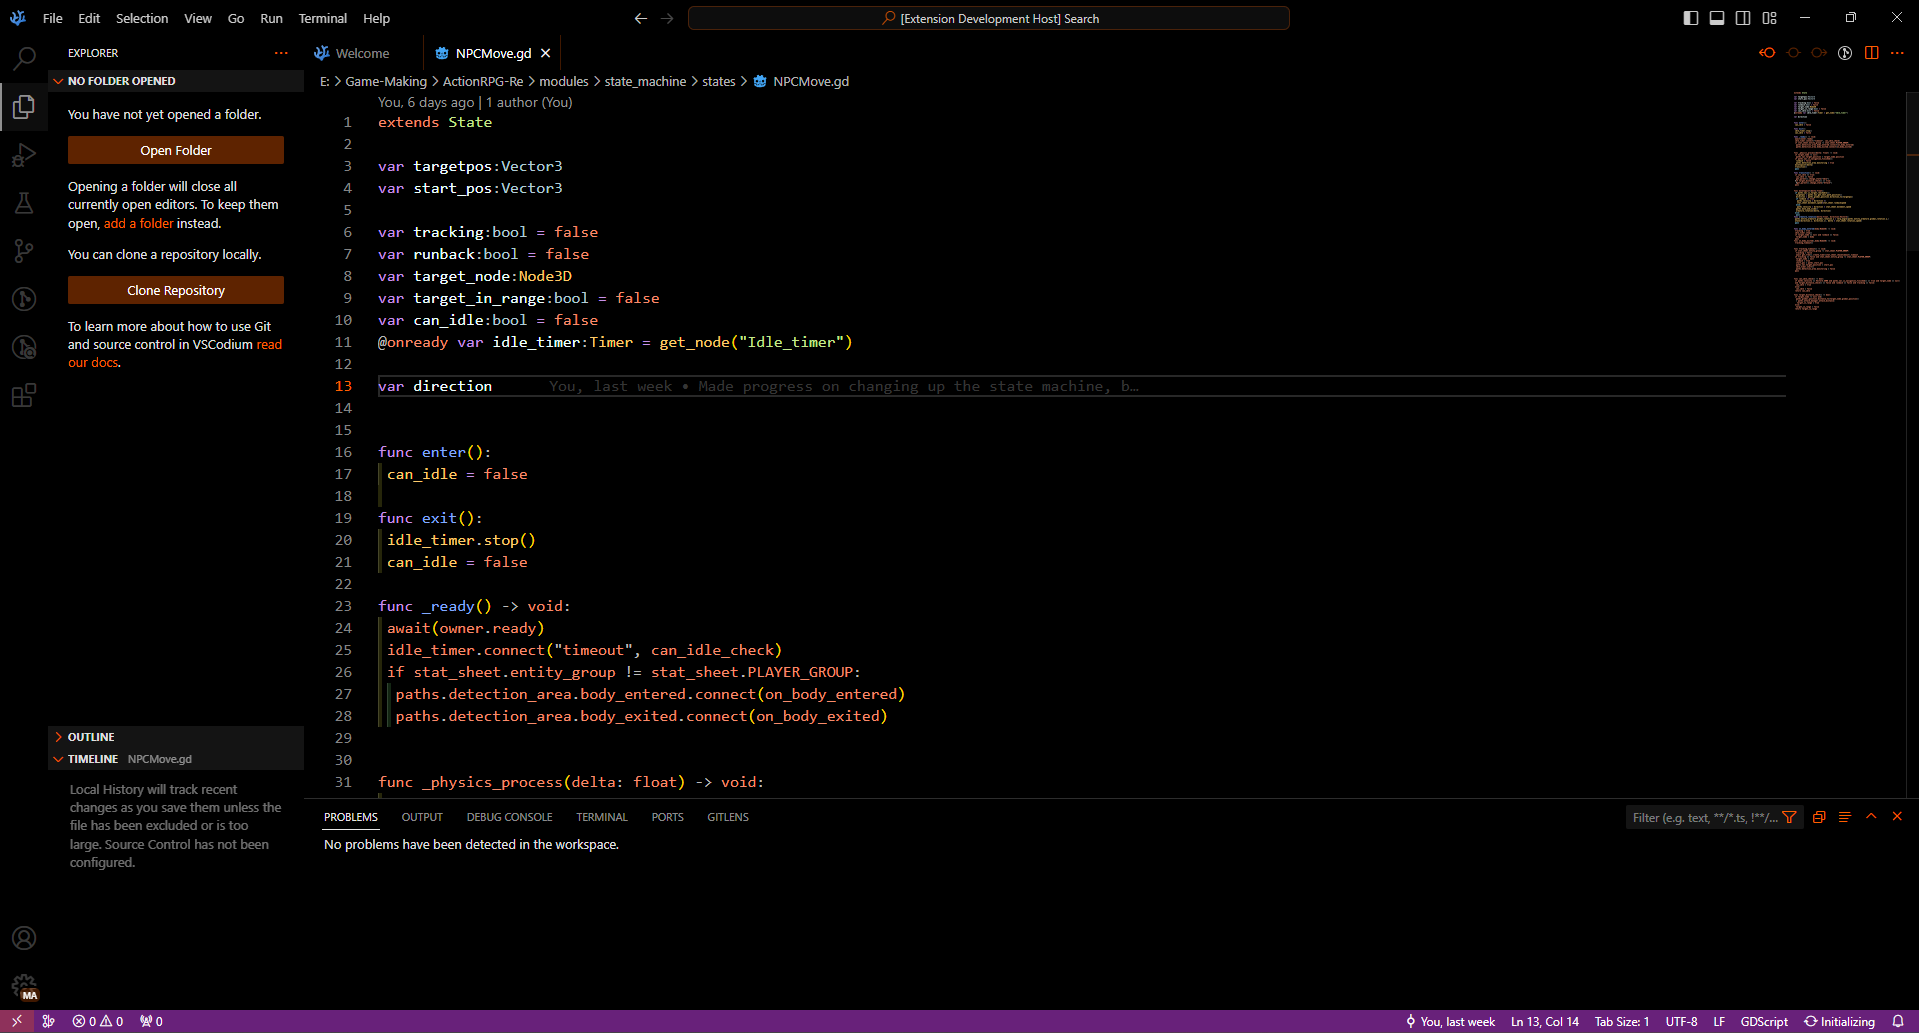 File Edit Selection View Go Run Terminal Help
[Extension Development Host] Search
EXPLORER
NO FOLDER OPENED
You have not yet opened a folder.
Open Folder
Opening a folder will close all
currently open editors. To keep them
open, add a folder instead.
You can clone a repository locally.
Clone Repository
To learn more about how to use Git
and source control in VSCodium read
our docs.
OUTLINE
TIMELINE NPCMove.gd
Local History will track recent
changes as you save them unless the
file has been excluded or is too
large. Source Control has not been
configured.
MA
Welcome NPCMove.gd
E: > Game-Making > ActionRPG-Re > modules > state_machine > states > NPCMove.gd
You, 6 days ago | 1 author (You)
1 extends State
2
3 var targetpos:Vector3
4 var start_pos:Vector3
5
6 var tracking:bool = false
7 var runback:bool = false
8 var target_node:Node3D
9 var target_in_range:bool = false
10 var can_idle:bool = false
11 @onready var idle_timer:Timer = get_node("Idle_timer")
12
13 var direction You, last week • Made progress on changing up the state machine, b…
14
15
16 func enter():
17 can_idle = false
18
19 func exit():
20 idle_timer.stop()
21 can_idle = false
22
23 func _ready() -> void:
24 await(owner.ready)
25 idle_timer.connect("timeout", can_idle_check)
26 if stat_sheet.entity_group != stat_sheet.PLAYER_GROUP:
27 paths.detection_area.body_entered.connect(on_body_entered)
28 paths.detection_area.body_exited.connect(on_body_exited)
29
30
31 func _physics_process(delta: float) -> void:
PROBLEMS OUTPUT DEBUG CONSOLE TERMINAL PORTS GITLENS
Filter (e.g. text, **/*.ts, !**/...
No problems have been detected in the workspace.
0 0 0
You, last week Ln 13, Col 14 Tab Size: 1 UTF-8 LF GDScript Initializing